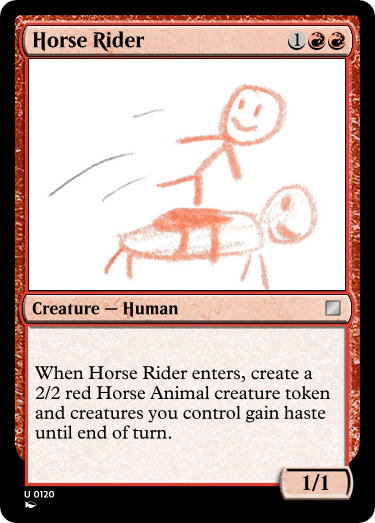 Horse Rider 1
Creature — Human
When Horse Rider enters, create a
2/2 red Horse Animal creature token
and creatures you control gain haste
until end of turn.
1/1
U 0120